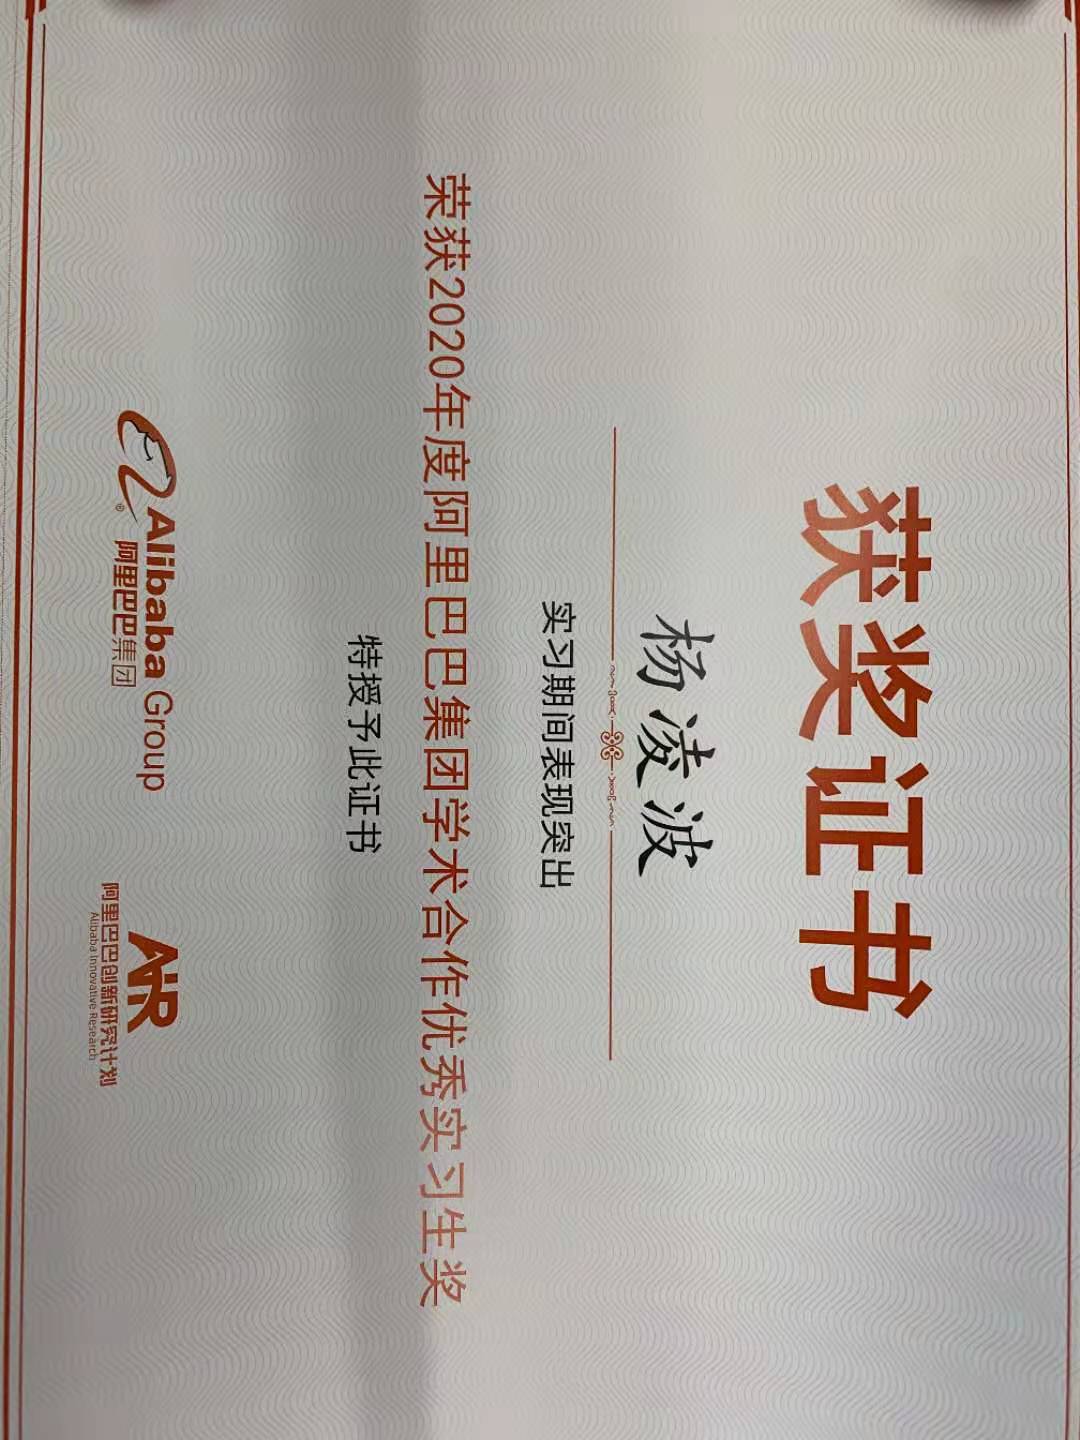 获奖证书
杨凌波
实习期间表现突出
荣获2020年度阿里巴巴集团学术合作优秀实习生奖
特授予此证书
Alibaba Group
阿里巴巴集团
AIR
阿里巴巴创新研究计划
Alibaba Innovative Research